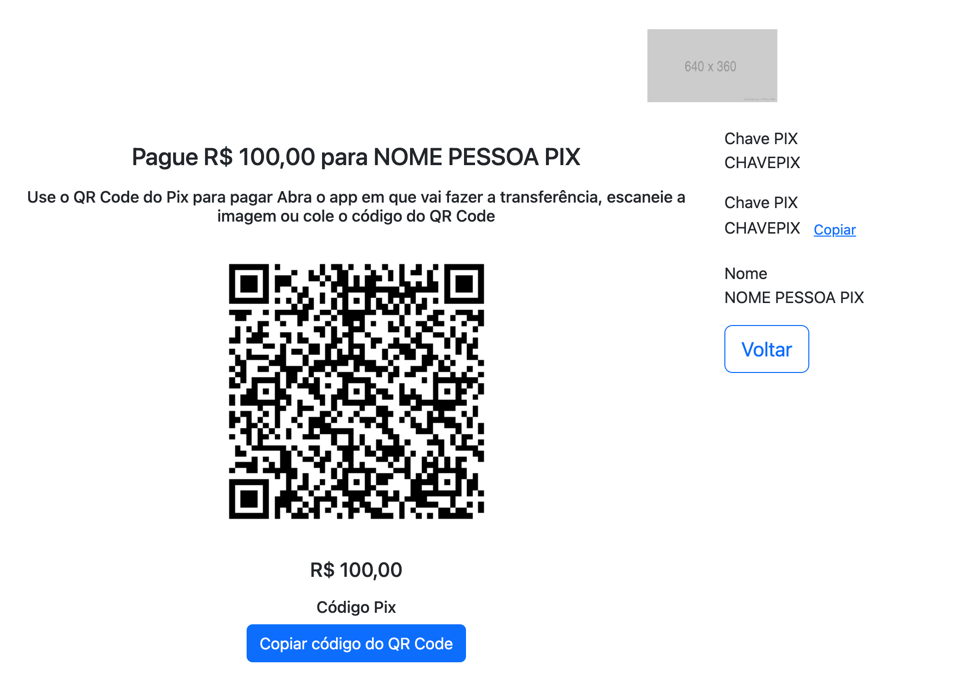 640 x 360
Pague R$ 100,00 para NOME PESSOA PIX
Use o QR Code do Pix para pagar Abra o app em que vai fazer a transferência, escaneie a
imagem ou cole o código do QR Code
R$ 100,00
Código Pix
Copiar código do QR Code
Chave PIX
CHAVEPIX
Chave PIX
CHAVEPIX Copiar
Nome
NOME PESSOA PIX
Voltar